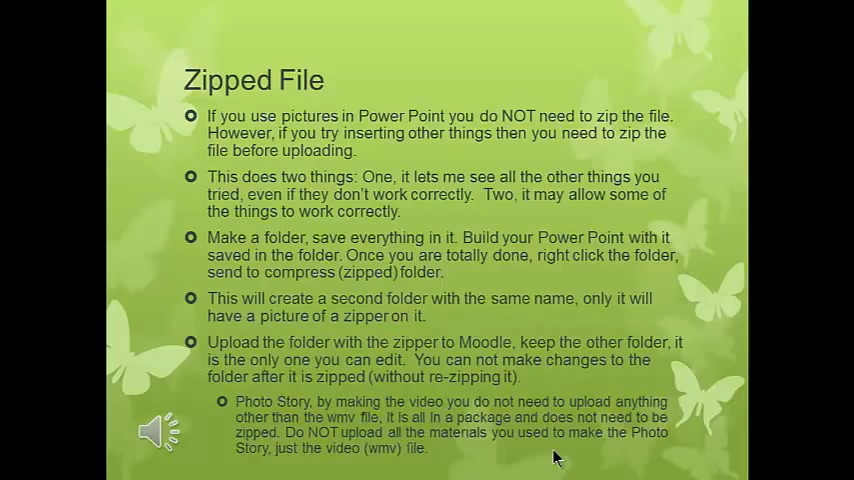 Zipped File
If you use pictures in Power Point you do NOT need to zip the file.
However, if you try inserting other things then you need to zip the
file before uploading.
This does two things: One, it lets me see all the other things you
tried, even if they don't work correctly. Two, it may allow some of
the things to work correctly.
Make a folder, save everything in it. Build your Power Point with it
saved in the folder. Once you are totally done, right click the folder,
send to compress (zipped) folder.
This will create a second folder with the same name, only it will
have a picture of a zipper on it.
Upload the folder with the zipper to Moodle, keep the other folder, it
is the only one you can edit. You can not make changes to the
folder after it is zipped (without re-zipping it).
Photo Story, by making the video you do not need to upload anything
other than the wmv file, it is all in a package and does not need to be
zipped. Do NOT upload all the materials you used to make the Photo
Story, just the video (wmv) file.